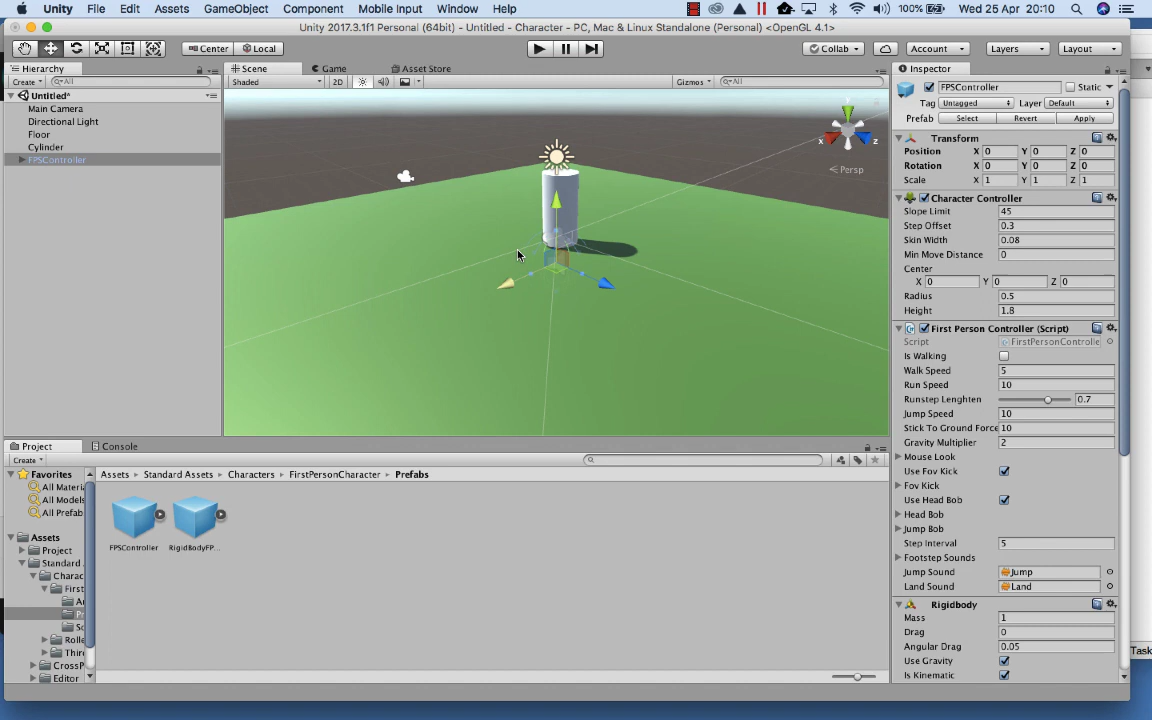 Unity File Edit Assets GameObject Component Mobile Input Window Help 100% Wed 25 Apr 20:10
Unity 2017.3.1f1 Personal (64bit) - Untitled - Character - PC, Mac & Linux Standalone (Personal) <OpenGL 4.1>
Center Local Collab Account Layers Layout
Hierarchy Scene Game Asset Store Inspector
Create All Shaded 2D Gizmos All
Untitled*
Main Camera
Directional Light
Floor
Cylinder
FPSController
x z
Persp
FPSController Static
Tag Untagged Layer Default
Prefab Select Revert Apply
Transform
Position X 0 Y 0 Z 0
Rotation X 0 Y 0 Z 0
Scale X 1 Y 1 Z 1
Character Controller
Slope Limit 45
Step Offset 0.3
Skin Width 0.08
Min Move Distance 0
Center
X 0 Y 0 Z 0
Radius 0.5
Height 1.8
First Person Controller (Script)
Script FirstPersonControlle
Is Walking
Walk Speed 5
Run Speed 10
Runstep Lenghten 0.7
Jump Speed 10
Stick To Ground Force 10
Gravity Multiplier 2
Mouse Look
Use Fov Kick
Fov Kick
Use Head Bob
Head Bob
Jump Bob
Step Interval 5
Footstep Sounds
Jump Sound Jump
Land Sound Land
Rigidbody
Mass 1
Drag 0
Angular Drag 0.05
Use Gravity
Is Kinematic
Project Console
Create
Favorites
All Materi
All Models
All Prefab
Assets
Project
Standard
Charac
First
Rolle
Thir
CrossP
Editor
Assets Standard Assets Characters FirstPersonCharacter Prefabs
FPSController RigidBodyFP...
Task